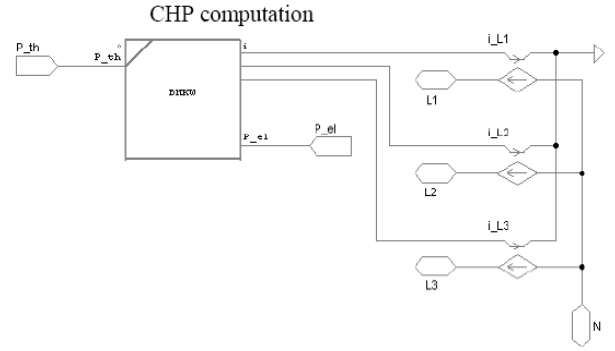 CHP computation
P_th
P_th
i
BHKW
P_el
P_el
i_L1
L1
i_L2
L2
i_L3
L3
N